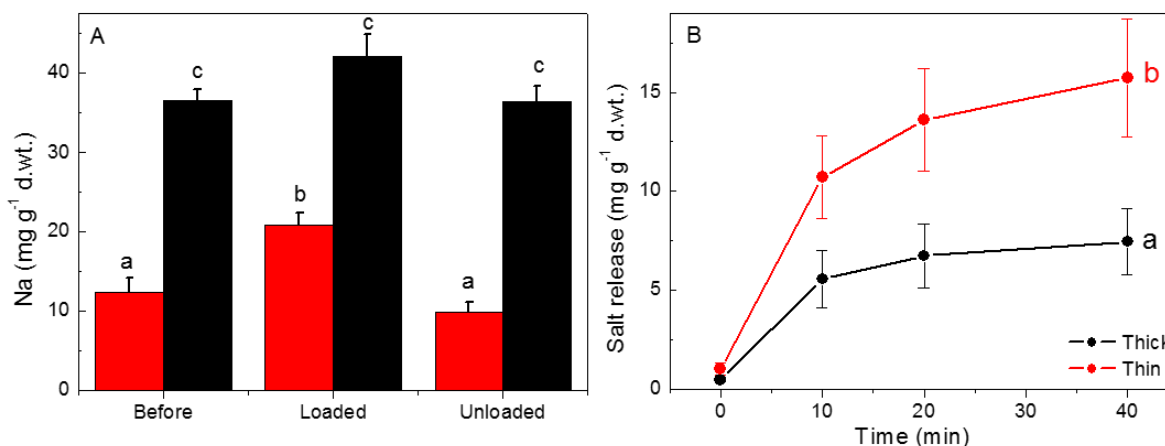 A
Na (mg g⁻¹ d.wt.)
40
30
20
10
0
a
c
b
c
a
c
Before
Loaded
Unloaded
B
Salt release (mg g⁻¹ d.wt.)
15
10
5
0
b
a
Thick
Thin
0
10
20
30
40
Time (min)